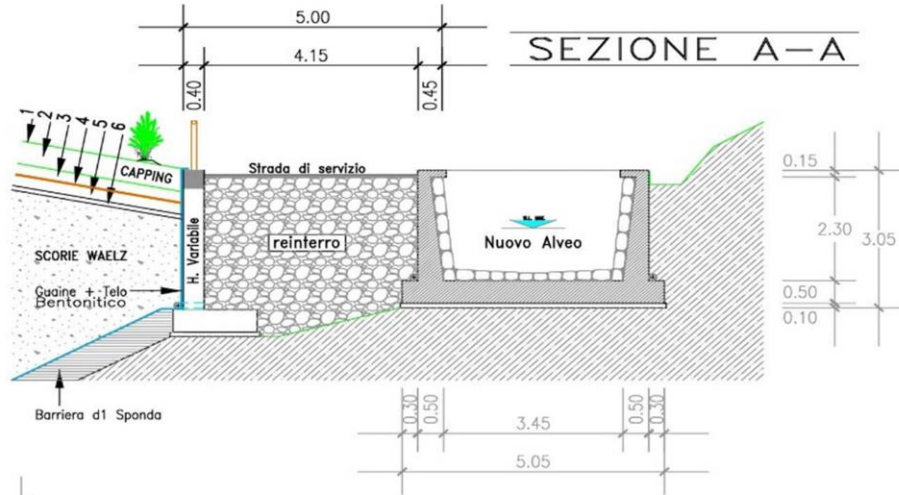 5.00
4.15
0.40
0.45
SEZIONE A-A
1
2
3
4
5
6
CAPPING
Strada di servizio
0.15
2.30
3.05
0.50
0.10
SCORIE WAELZ
H. Variabile
reinterro
Nuovo Alveo
Guaine + Telo
Bentonitico
Barriera d1 Sponda
0.30
0.50
3.45
0.50
0.30
5.05